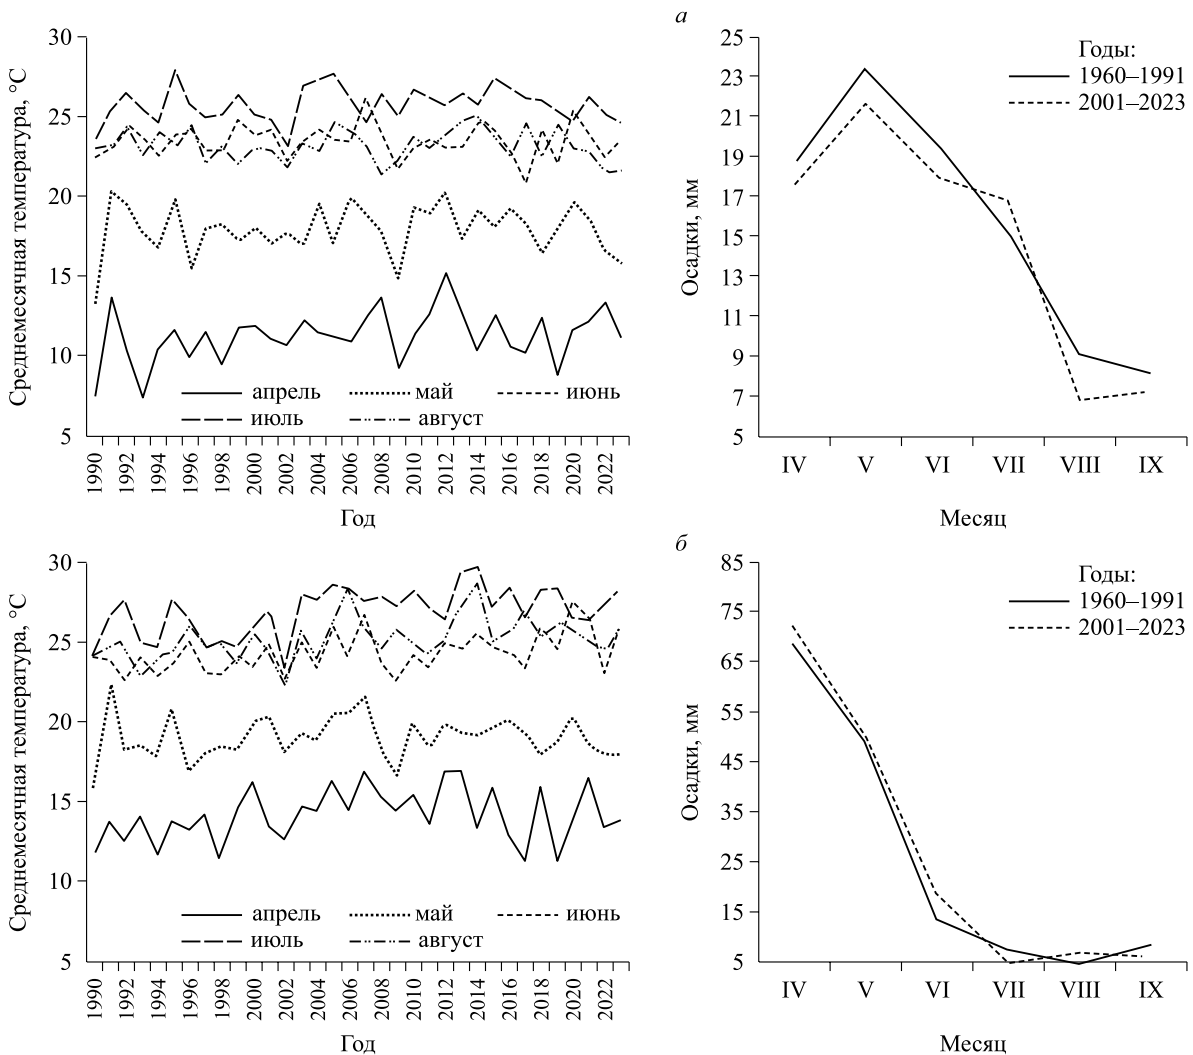 а
Среднемесячная температура, °C
30
25
20
15
10
5
апрель май июнь
июль август
1990 1992 1994 1996 1998 2000 2002 2004 2006 2008 2010 2012 2014 2016 2018 2020 2022
Год
Осадки, мм
25
23
21
19
17
15
13
11
9
7
5
Годы:
1960–1991
2001–2023
IV V VI VII VIII IX
Месяц
б
Среднемесячная температура, °C
30
25
20
15
10
5
апрель май июнь
июль август
1990 1992 1994 1996 1998 2000 2002 2004 2006 2008 2010 2012 2014 2016 2018 2020 2022
Год
Осадки, мм
85
75
65
55
45
35
25
15
5
Годы:
1960–1991
2001–2023
IV V VI VII VIII IX
Месяц